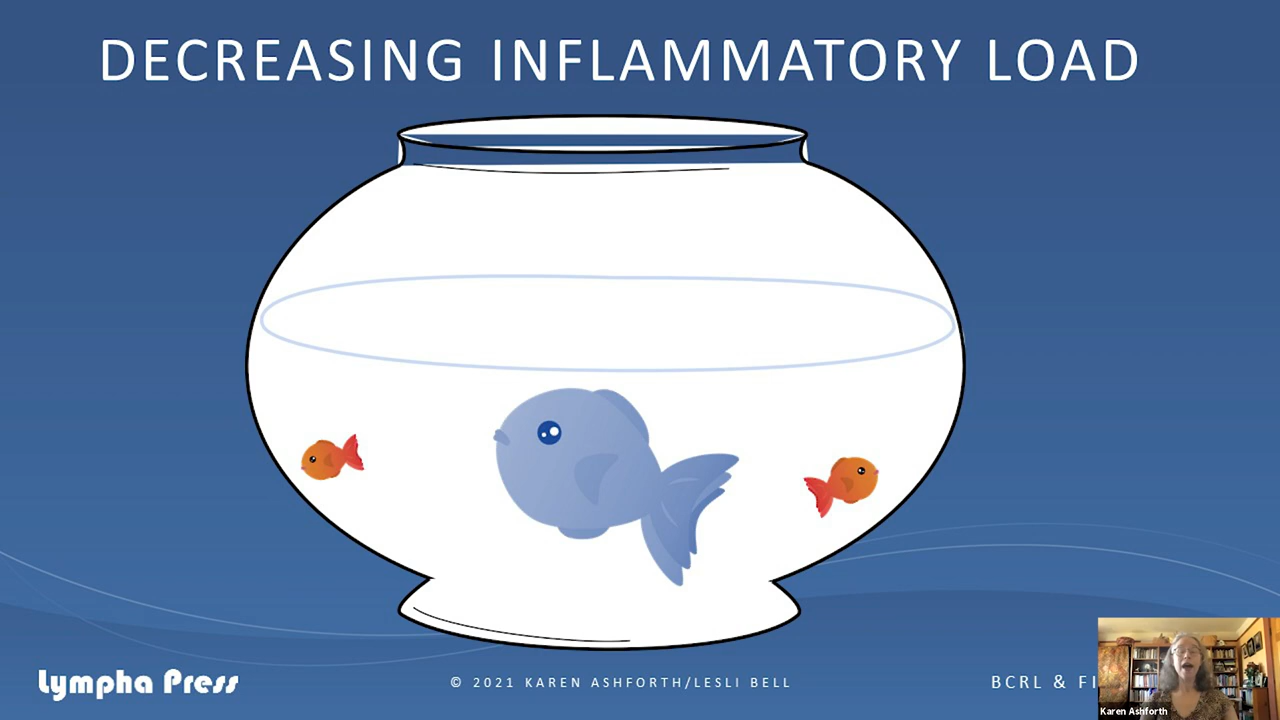 DECREASING INFLAMMATORY LOAD
Lympha Press
© 2021 KAREN ASHFORTH/LESLI BELL
BCRL & FI
Karen Ashforth